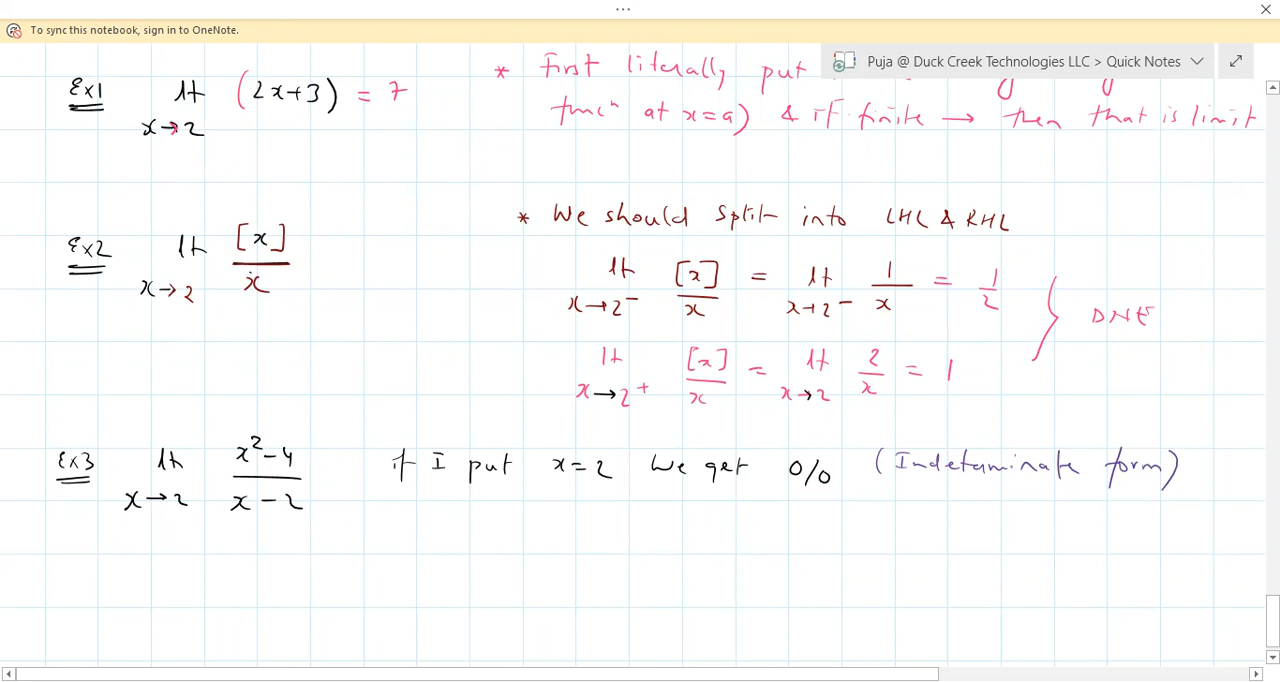 To sync this notebook, sign in to OneNote.
Puja @ Duck Creek Technologies LLC > Quick Notes
Ex1 lt x→2 (2x+3) = 7
* First literally put
func^n at x=a) & if finite → then that is limit
Ex2 lt x→2 [x]/x
* We should split into LHL & RHL
lt x→2⁻ [x]/x = lt x→2⁻ 1/x = 1/2
DNE
lt x→2⁺ [x]/x = lt x→2 2/x = 1
Ex3 lt x→2 x²-4/x-2 if I put x=2 We get 0/0 (Indetaminate form)